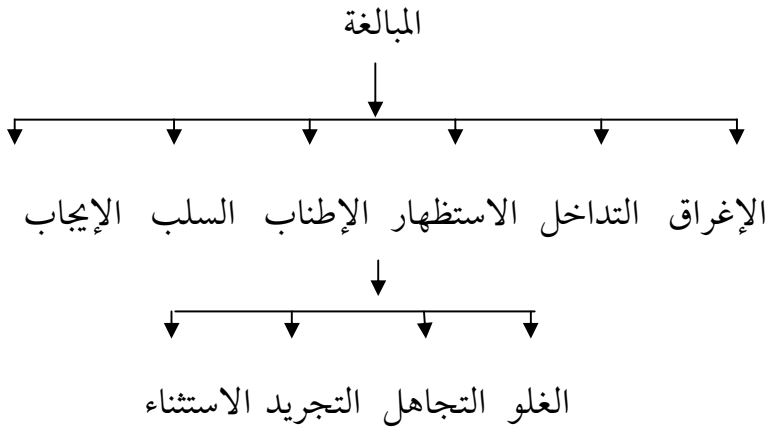 المبالغة
الإغراق التداخل الاستظهار الإطناب السلب الإيجاب
الغلو التجاهل التجريد الاستثناء